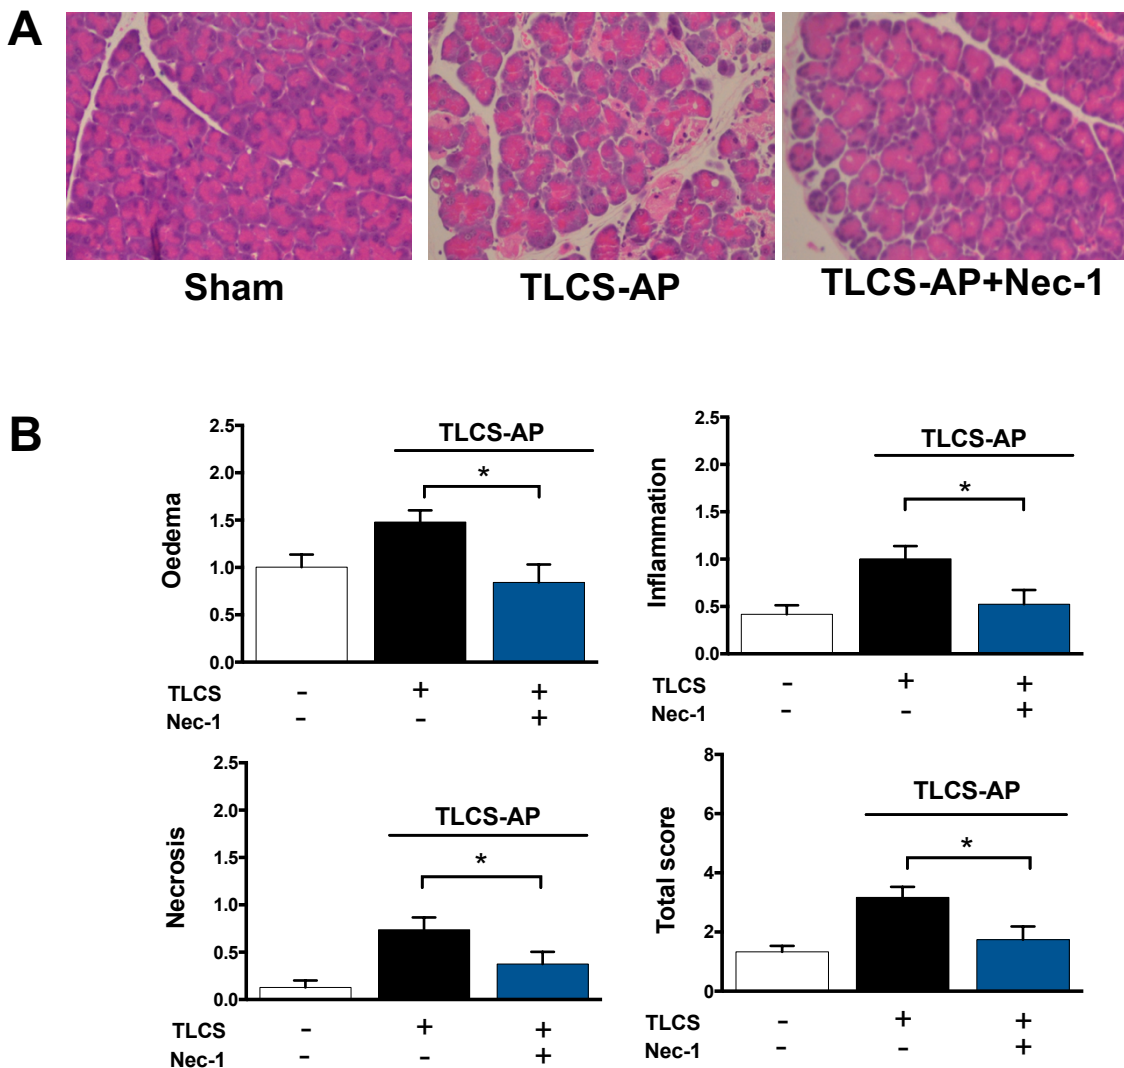 A
Sham
TLCS-AP
TLCS-AP+Nec-1
B
Oedema
2.5
2.0
1.5
1.0
0.5
0.0
TLCS-AP
*
TLCS - + +
Nec-1 - - +
Inflammation
2.5
2.0
1.5
1.0
0.5
0.0
TLCS-AP
*
TLCS - + +
Nec-1 - - +
Necrosis
2.5
2.0
1.5
1.0
0.5
0.0
TLCS-AP
*
TLCS - + +
Nec-1 - - +
Total score
8
6
4
2
0
TLCS-AP
*
TLCS - + +
Nec-1 - - +